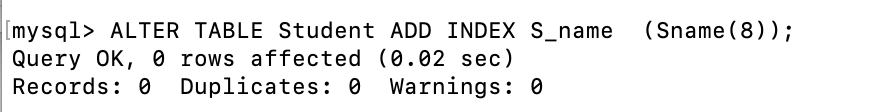 [mysql> ALTER TABLE Student ADD INDEX S_name  (Sname(8));
Query OK, 0 rows affected (0.02 sec)
Records: 0  Duplicates: 0  Warnings: 0